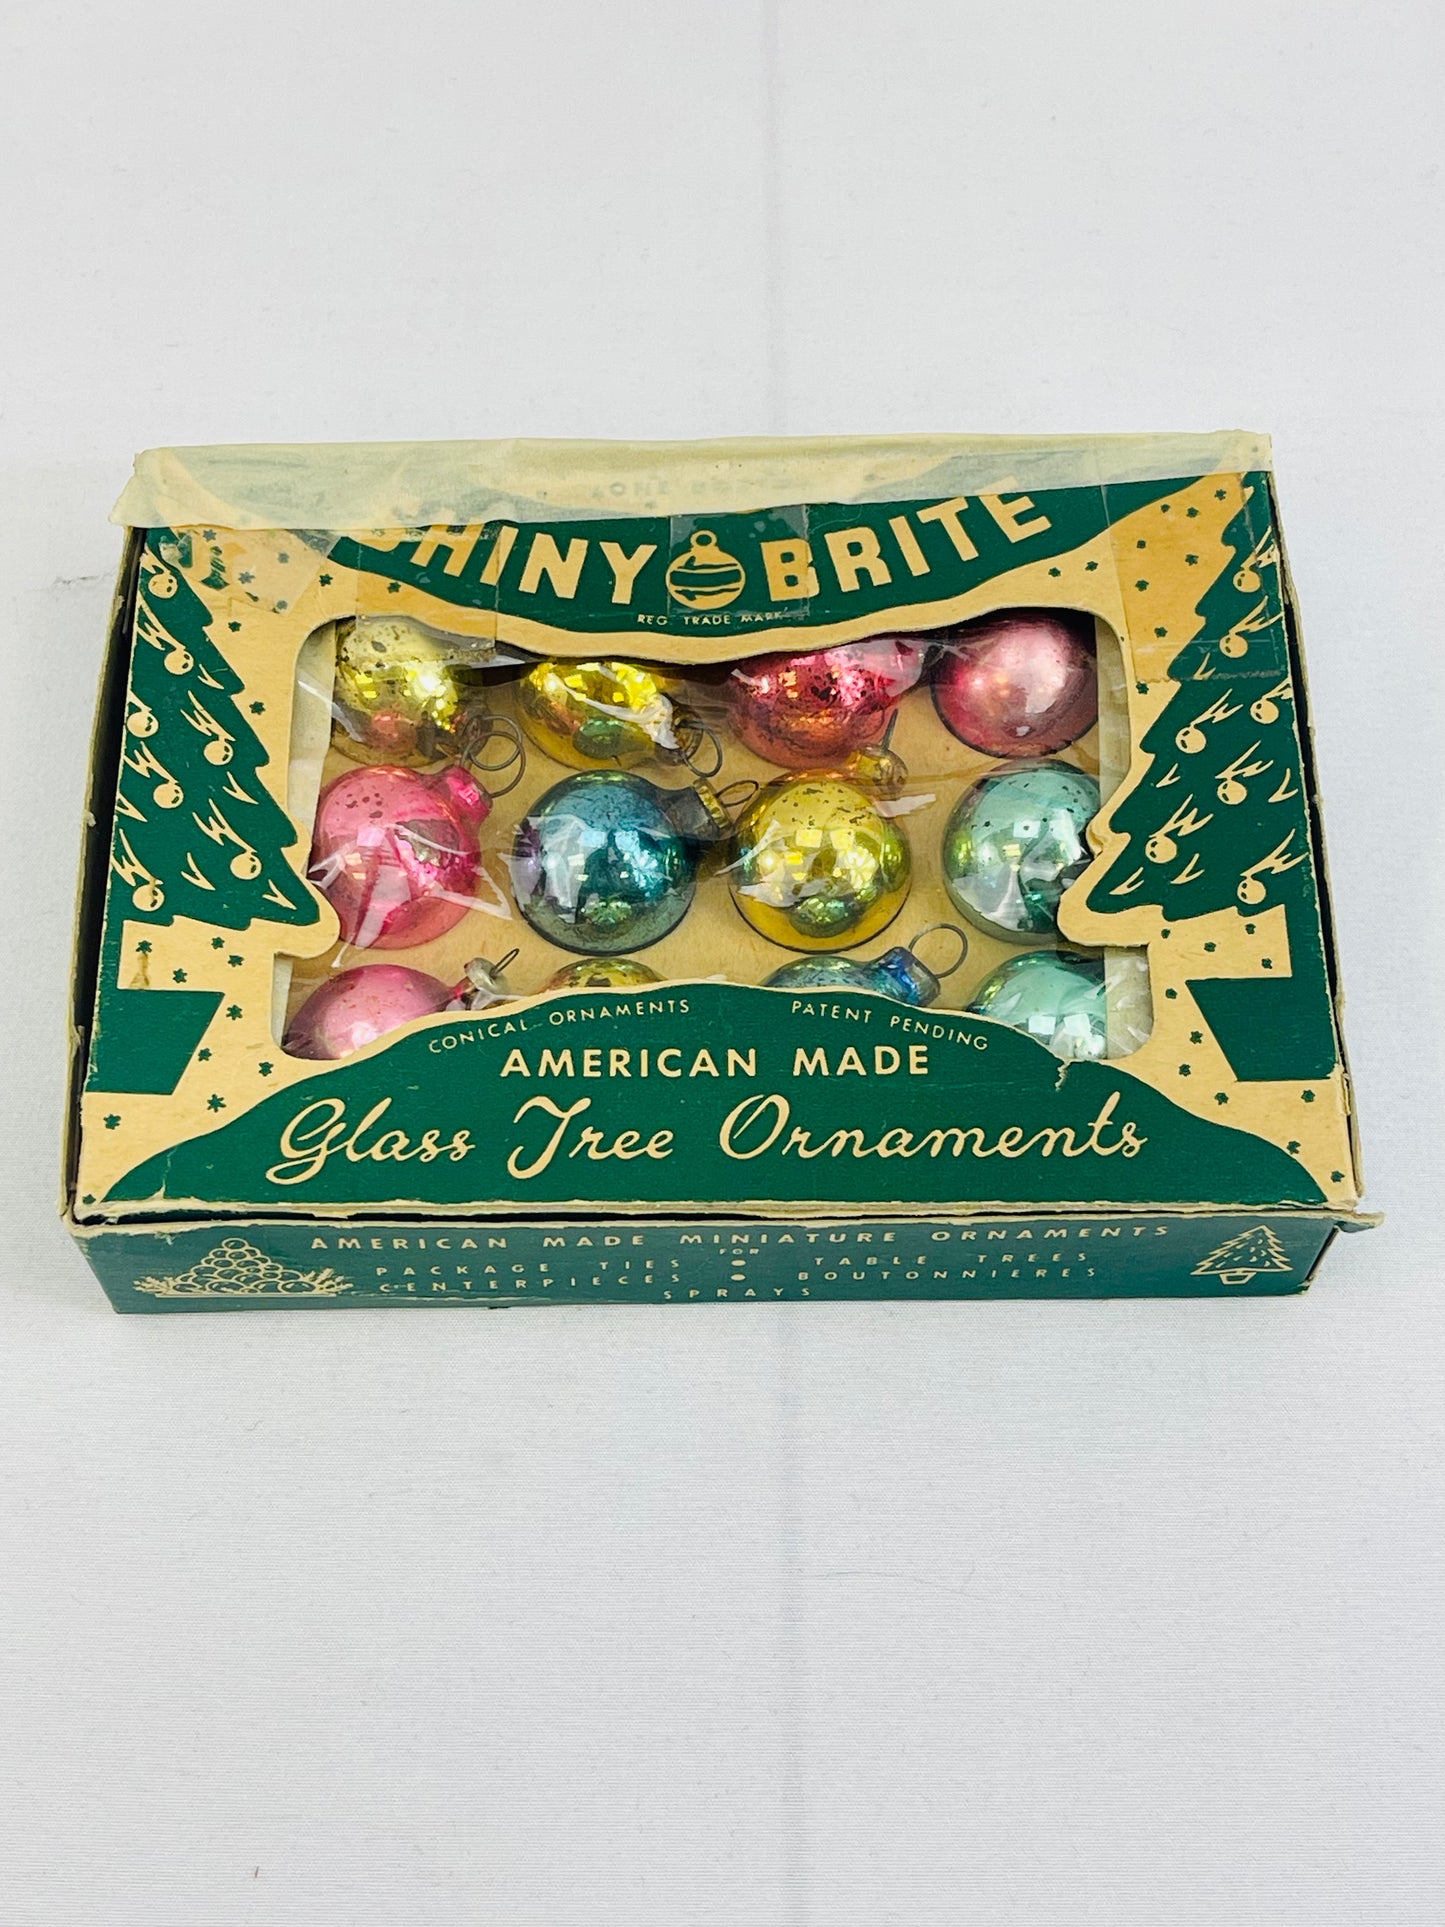 SHINY BRITE
REG. TRADE MARK
CONICAL ORNAMENTS PATENT PENDING
AMERICAN MADE
Glass Tree Ornaments
AMERICAN MADE MINIATURE ORNAMENTS
FOR
PACKAGE TIES • TABLE TREES
CENTERPIECES • BOUTONNIERES
SPRAYS